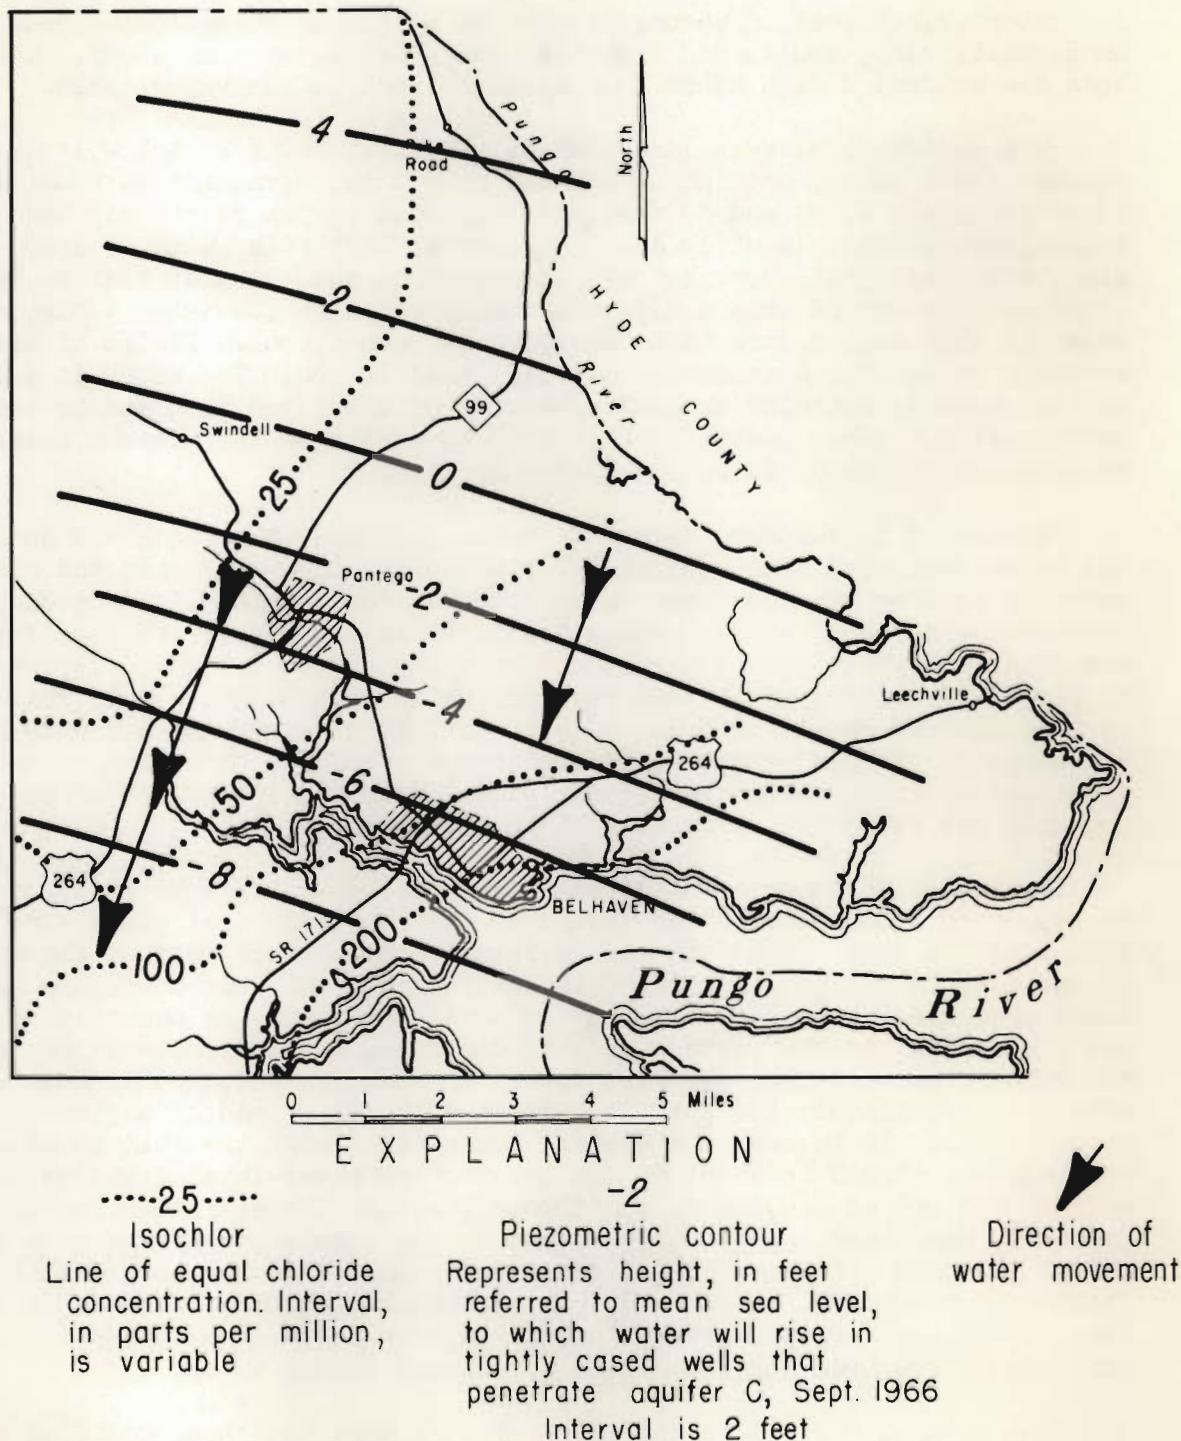 4
Pungo
North
Road
2
HYDE
River
COUNTY
99
Swindell
0
25
Pantego
-2
Leechville
-4
264
-6
50
-8
264
BELHAVEN
SR 1713
200
100
Pungo
River
0 1 2 3 4 5 Miles
EXPLANATION
25
Isochlor
Line of equal chloride
concentration. Interval,
in parts per million,
is variable
-2
Piezometric contour
Represents height, in feet
referred to mean sea level,
to which water will rise in
tightly cased wells that
penetrate aquifer C, Sept. 1966
Interval is 2 feet
Direction of
water movement